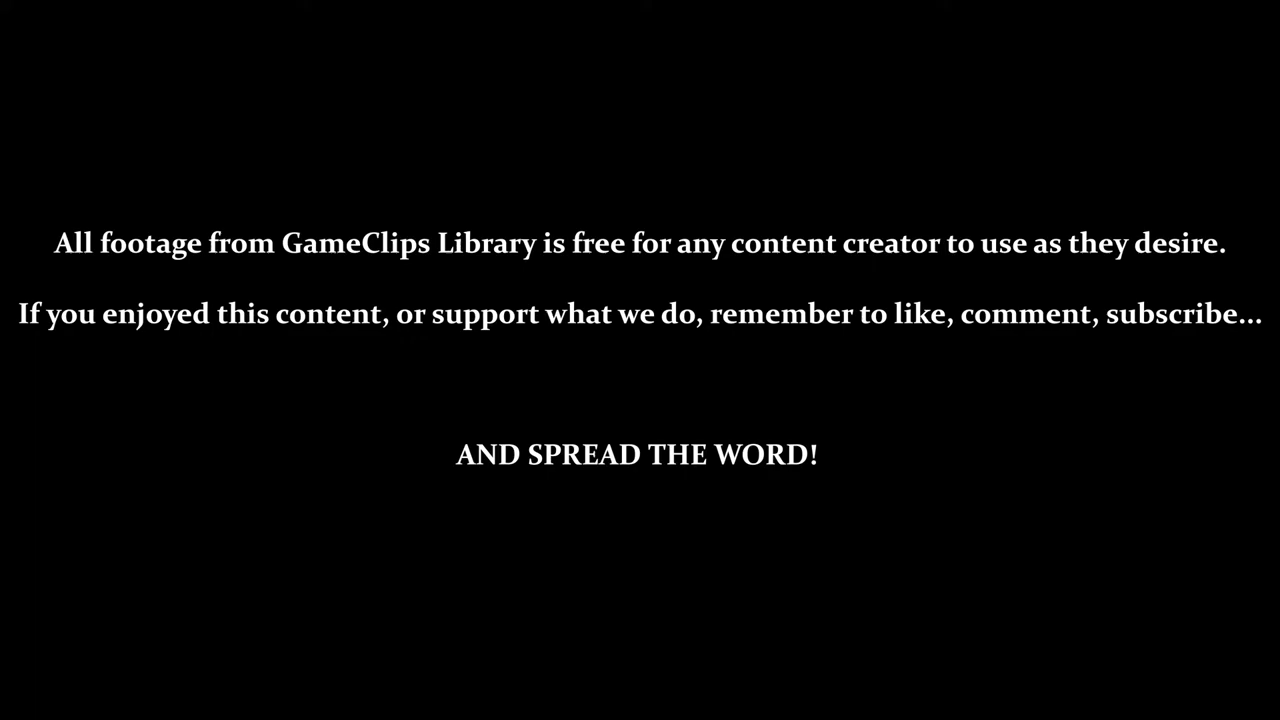 All footage from GameClips Library is free for any content creator to use as they desire.
If you enjoyed this content, or support what we do, remember to like, comment, subscribe...
AND SPREAD THE WORD!